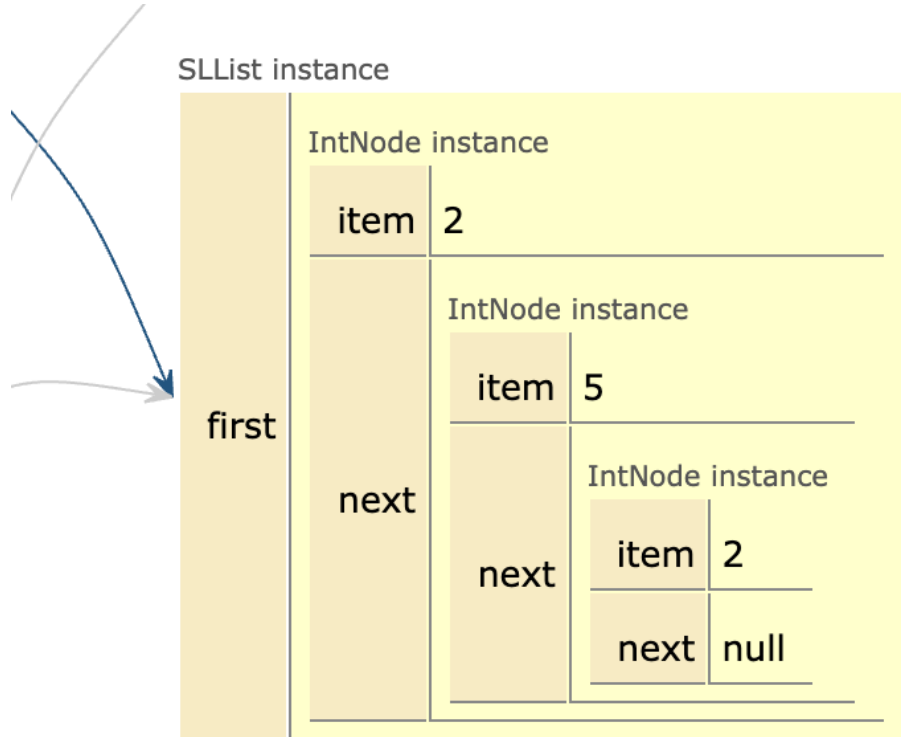 SLList instance
IntNode instance
item 2
IntNode instance
item 5
first
IntNode instance
next
item 2
next
next null